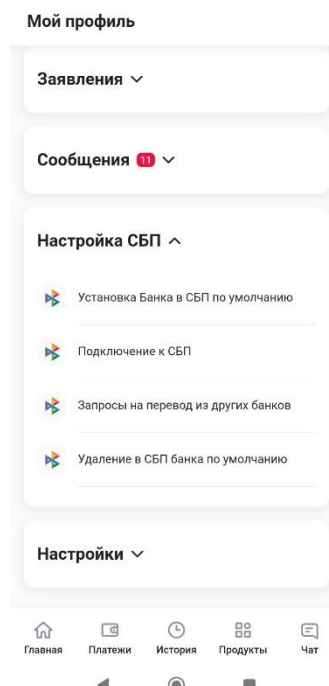 Мой профиль
Заявления
Сообщения 11
Настройка СБП
Установка Банка в СБП по умолчанию
Подключение к СБП
Запросы на перевод из других банков
Удаление в СБП банка по умолчанию
Настройки
Главная Платежи История Продукты Чат